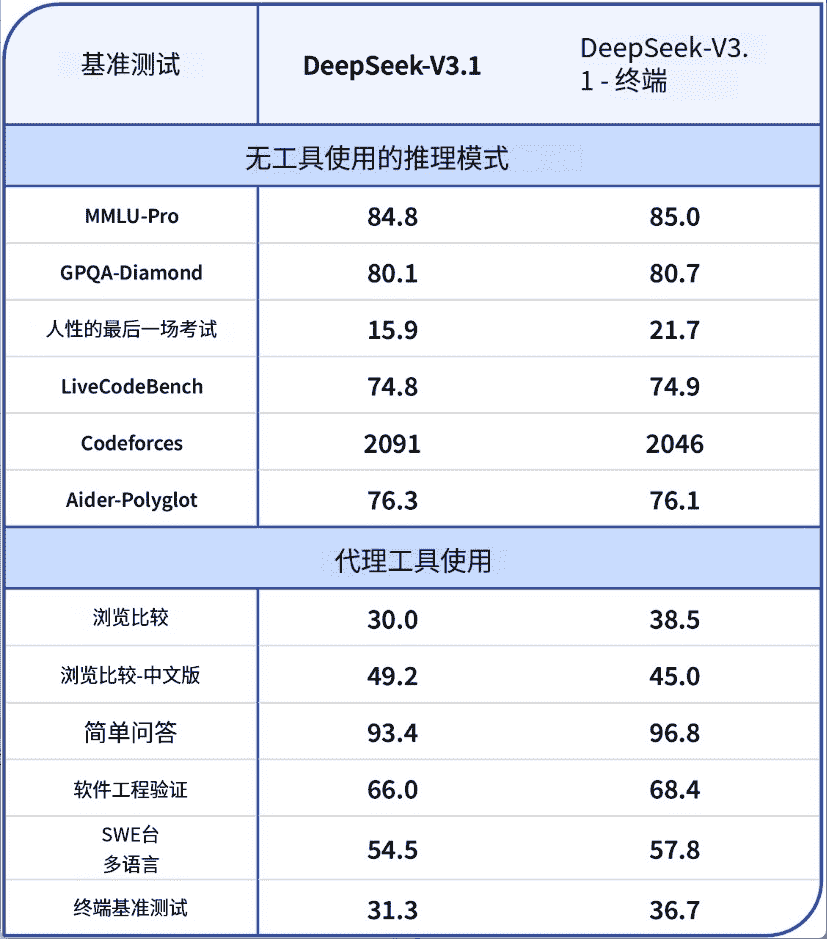 基准测试 DeepSeek-V3.1 DeepSeek-V3.
1 - 终端
无工具使用的推理模式
MMLU-Pro 84.8 85.0
GPQA-Diamond 80.1 80.7
人性的最后一场考试 15.9 21.7
LiveCodeBench 74.8 74.9
Codeforces 2091 2046
Aider-Polyglot 76.3 76.1
代理工具使用
浏览比较 30.0 38.5
浏览比较-中文版 49.2 45.0
简单问答 93.4 96.8
软件工程验证 66.0 68.4
SWE台
多语言 54.5 57.8
终端基准测试 31.3 36.7